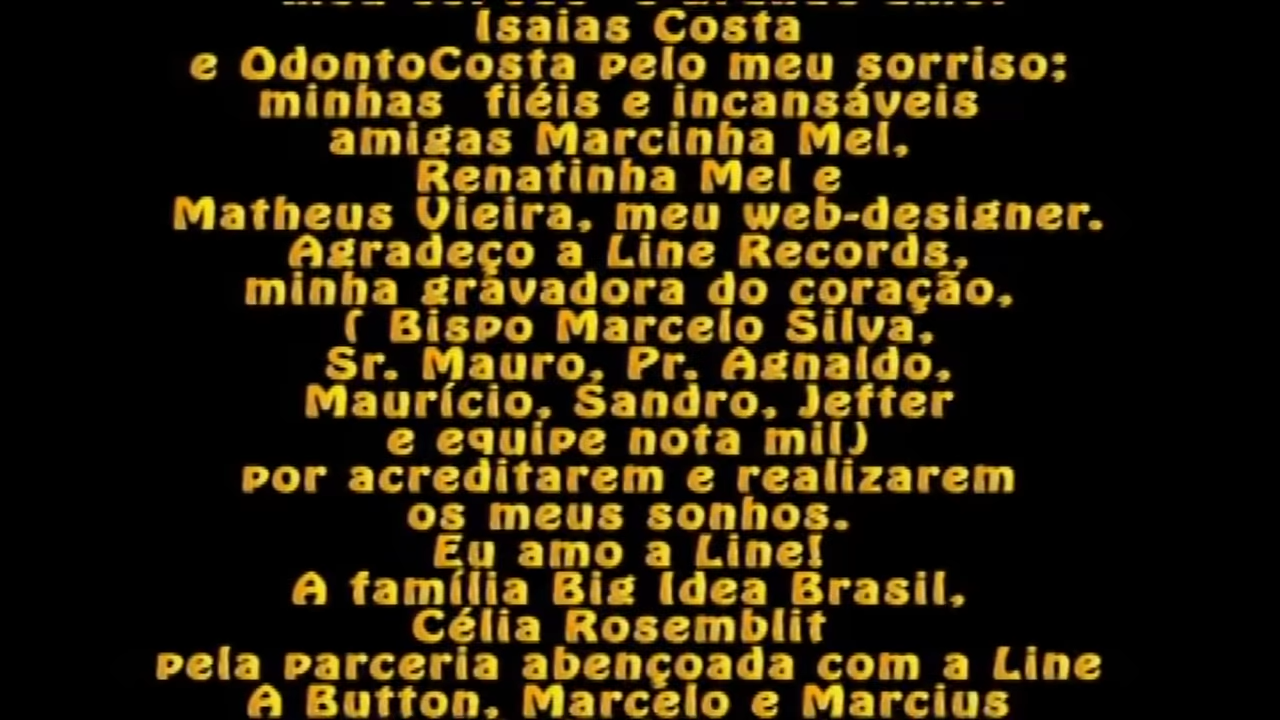 Isaias Costa
e OdontoCosta pelo meu sorriso;
minhas fiéis e incansáveis
amigas Marcinha Mel,
Renatinha Mel e
Matheus Vieira, meu web-designer.
Agradeço a Line Records,
minha gravadora do coração,
( Bispo Marcelo Silva,
Sr. Mauro, Pr. Agnaldo,
Maurício, Sandro, Jefter
e equipe nota mil)
por acreditarem e realizarem
os meus sonhos.
Eu amo a Line!
A família Big Idea Brasil,
Célia Rosemblit
pela parceria abençoada com a Line
A Button, Marcelo e Marcius